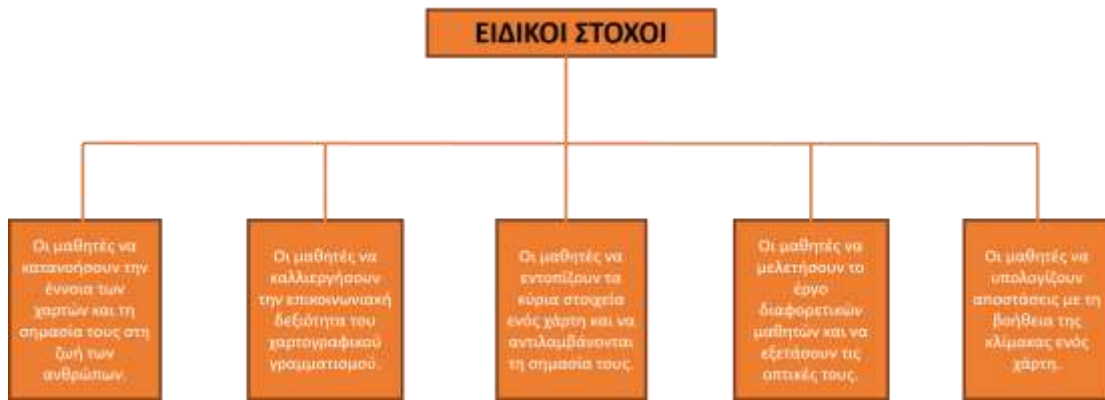 ΕΙΔΙΚΟΙ ΣΤΟΧΟΙ
Οι μαθητές να
κατανοήσουν την
έννοια των
χαρτών και τη
σημασία τους στη
ζωή των
ανθρώπων.
Οι μαθητές να
καλλιεργήσουν
την επικοινωνιακή
δεξιότητα του
χαρτογραφικού
γραμματισμού.
Οι μαθητές να
εντοπίζουν τα
κύρια στοιχεία
ενός χάρτη και να
αντιλαμβάνονται
τη σημασία τους.
Οι μαθητές να
μελετήσουν το
έργο
διαφορετικών
μαθητών και να
εξετάσουν τις
οπτικές τους.
Οι μαθητές να
υπολογίζουν
αποστάσεις με τη
βοήθεια της
κλίμακας ενός
χάρτη.